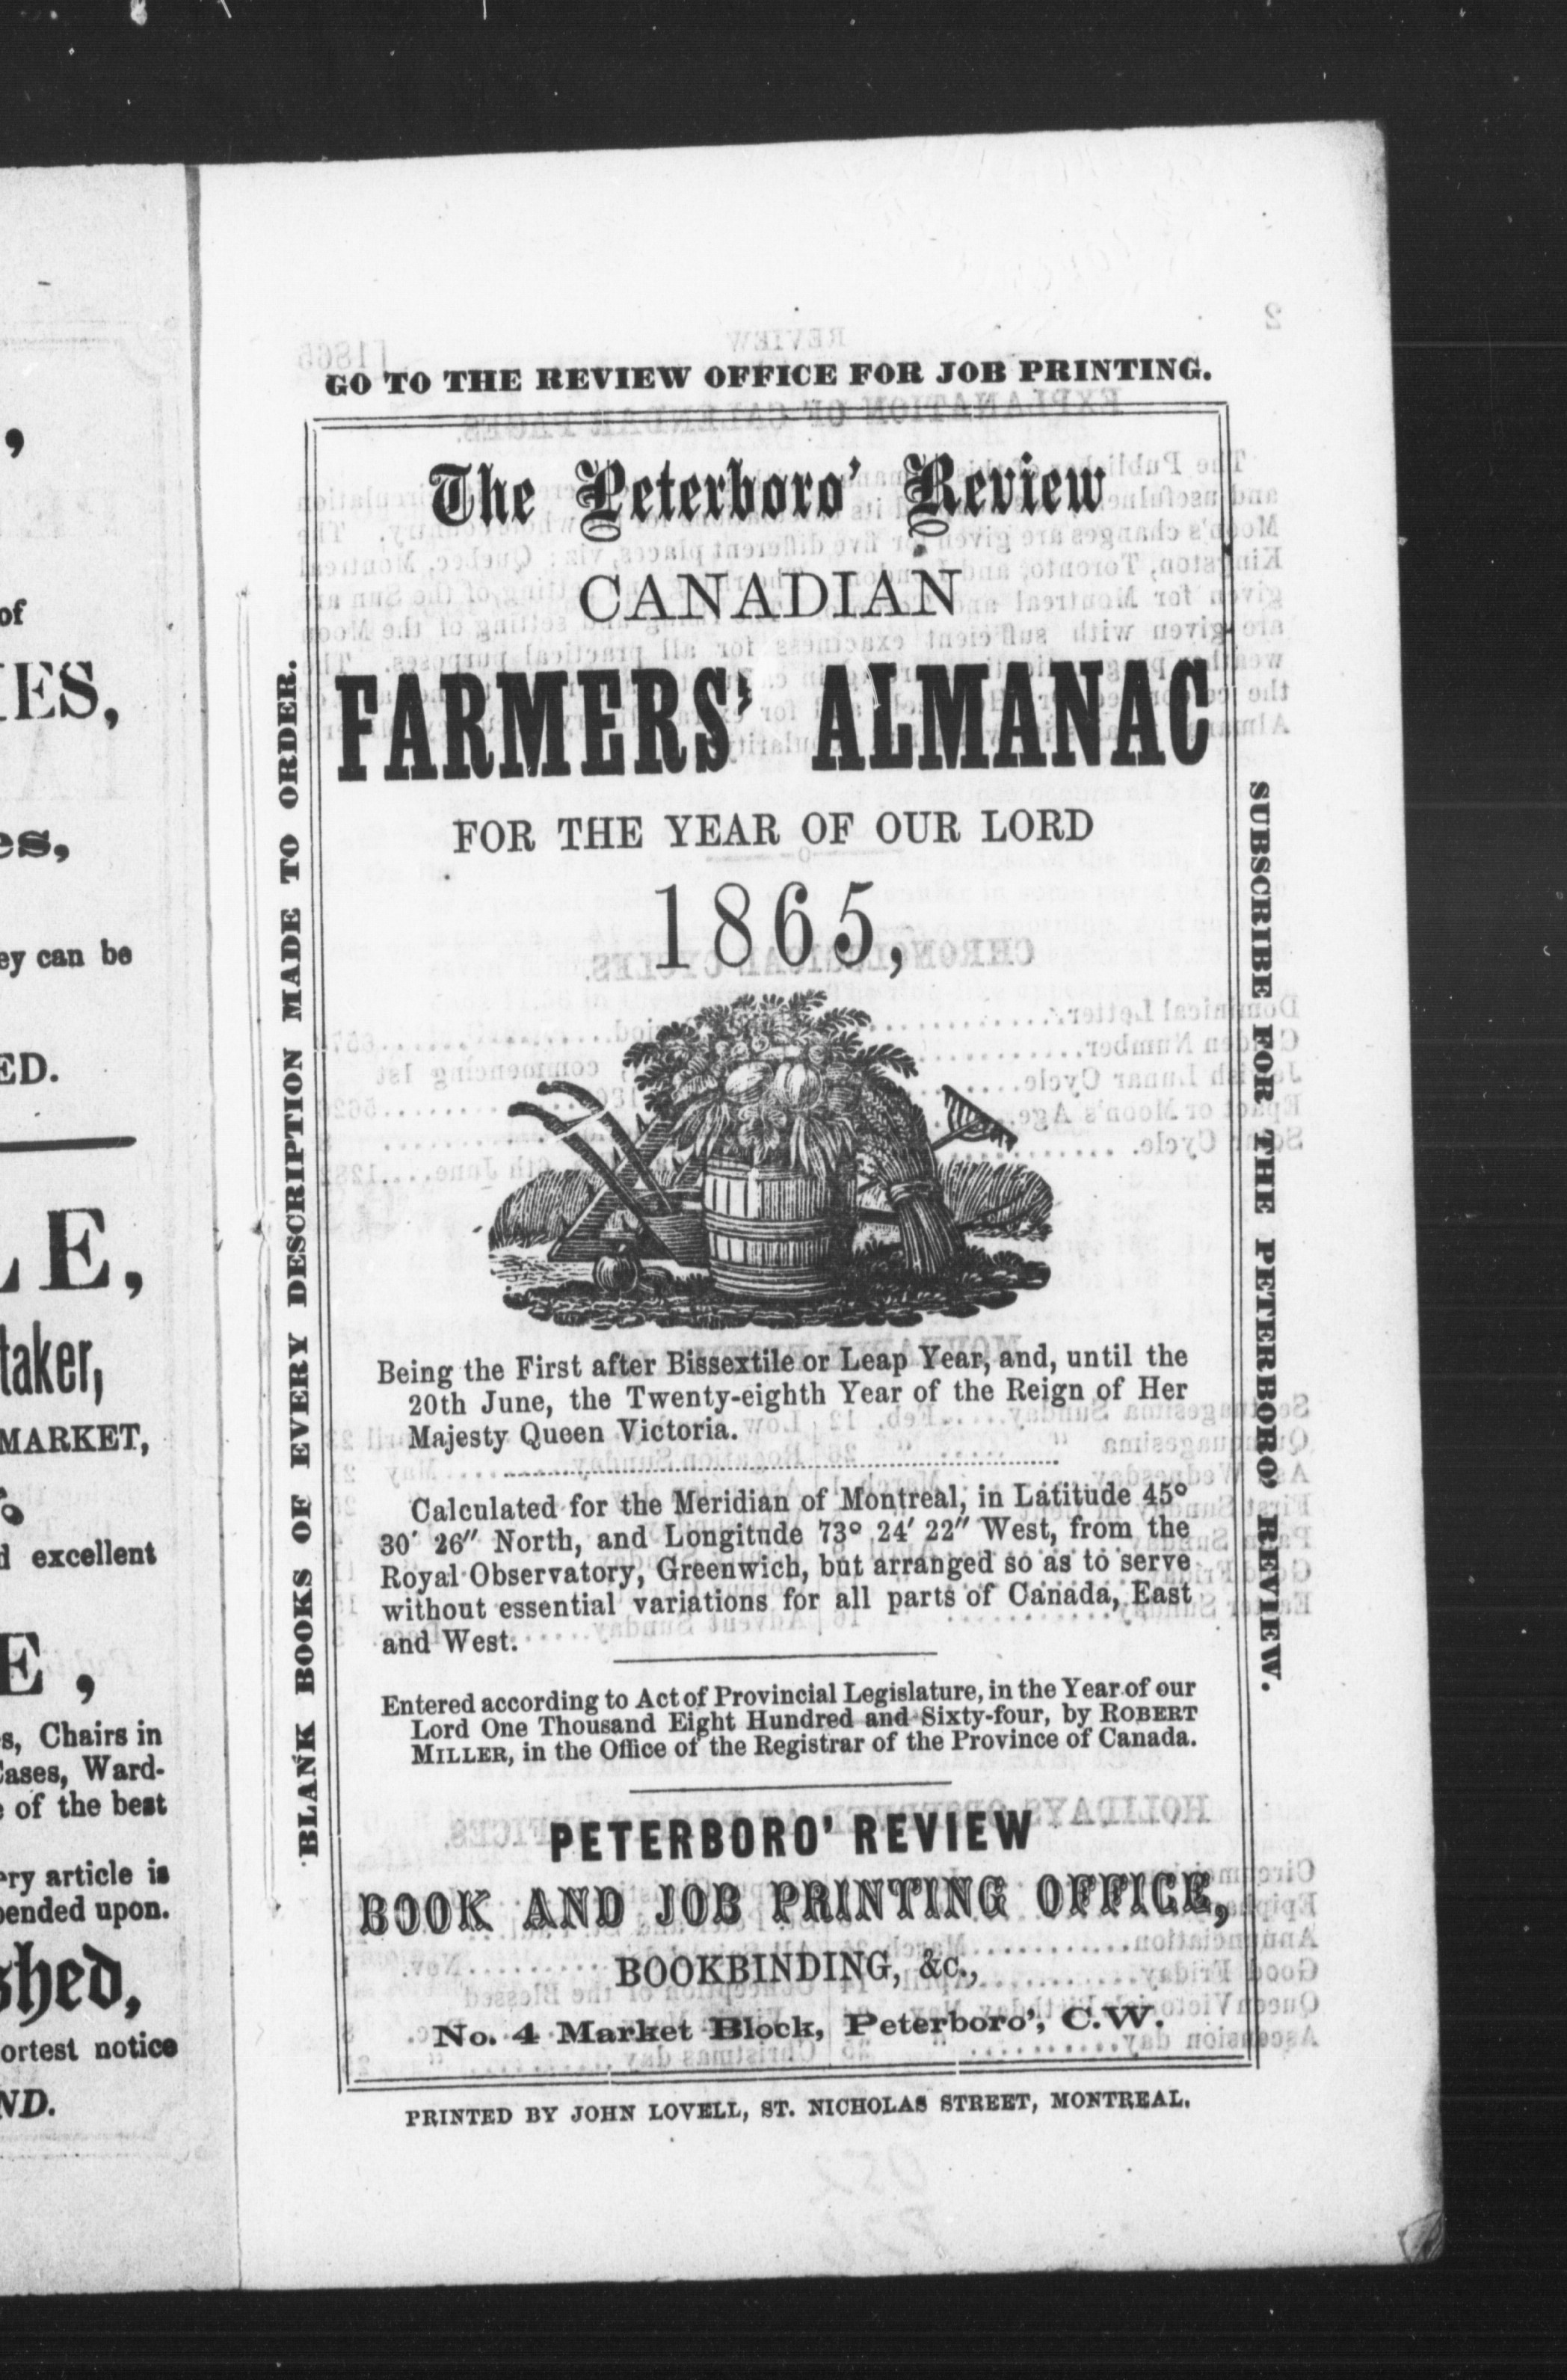 ,
of
IES,
es,
ey can be
ED.
LE,
taker,
MARKET,
d excellent
E,
s, Chairs in
Cases, Ward-
e of the best
ery article is
pended upon.
shed,
ortest notice
ND.
GO TO THE REVIEW OFFICE FOR JOB PRINTING.
BLANK BOOKS OF EVERY DESCRIPTION MADE TO ORDER.
The Peterboro' Review
CANADIAN
FARMERS' ALMANAC
FOR THE YEAR OF OUR LORD
1865,
Being the First after Bissextile or Leap Year, and, until the
20th June, the Twenty-eighth Year of the Reign of Her
Majesty Queen Victoria.
Calculated for the Meridian of Montreal, in Latitude 45°
30′ 26″ North, and Longitude 73° 24′ 22″ West, from the
Royal Observatory, Greenwich, but arranged so as to serve
without essential variations for all parts of Canada, East
and West.
Entered according to Act of Provincial Legislature, in the Year of our
Lord One Thousand Eight Hundred and Sixty-four, by ROBERT
MILLER, in the Office of the Registrar of the Province of Canada.
PETERBORO' REVIEW
BOOK AND JOB PRINTING OFFICE,
BOOKBINDING, &c.,
No. 4 Market Block, Peterboro', C.W.
SUBSCRIBE FOR THE PETERBORO' REVIEW.
PRINTED BY JOHN LOVELL, ST. NICHOLAS STREET, MONTREAL.